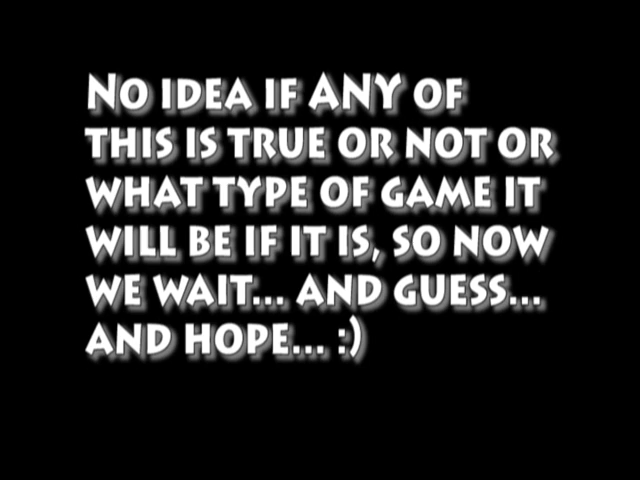 No idea if ANY of
this is true or not or
what type of game it
will be if it is, so now
we wait... and guess...
and hope... :)